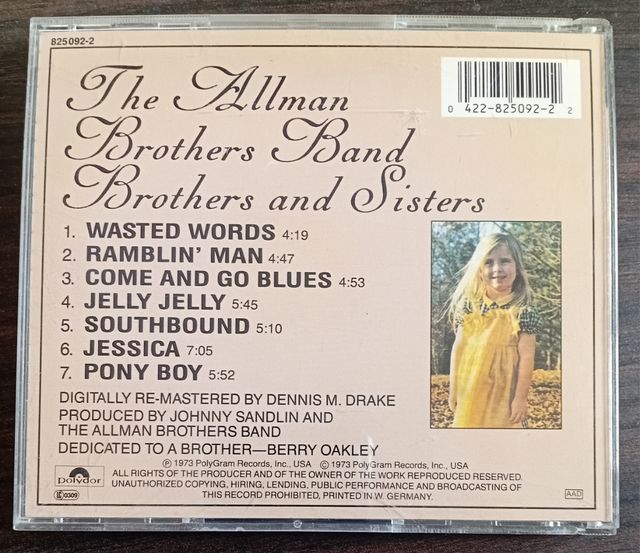 825 092-2
The Allman
Brothers Band
Brothers and Sisters
0 422-825092-2 2
1. WASTED WORDS 4:19
2. RAMBLIN' MAN 4:47
3. COME AND GO BLUES 4:53
4. JELLY JELLY 5:45
5. SOUTHBOUND 5:10
6. JESSICA 7:05
7. PONY BOY 5:52
DIGITALLY RE-MASTERED BY DENNIS M. DRAKE
PRODUCED BY JOHNNY SANDLIN AND
THE ALLMAN BROTHERS BAND
DEDICATED TO A BROTHER—BERRY OAKLEY
Ⓟ 1973 PolyGram Records, Inc., USA © 1973 PolyGram Records, Inc., USA
ALL RIGHTS OF THE PRODUCER AND OF THE OWNER OF THE WORK REPRODUCED RESERVED.
UNAUTHORIZED COPYING, HIRING, LENDING, PUBLIC PERFORMANCE AND BROADCASTING OF
THIS RECORD PROHIBITED, PRINTED IN W. GERMANY.
polydor
LC 0309
AAD